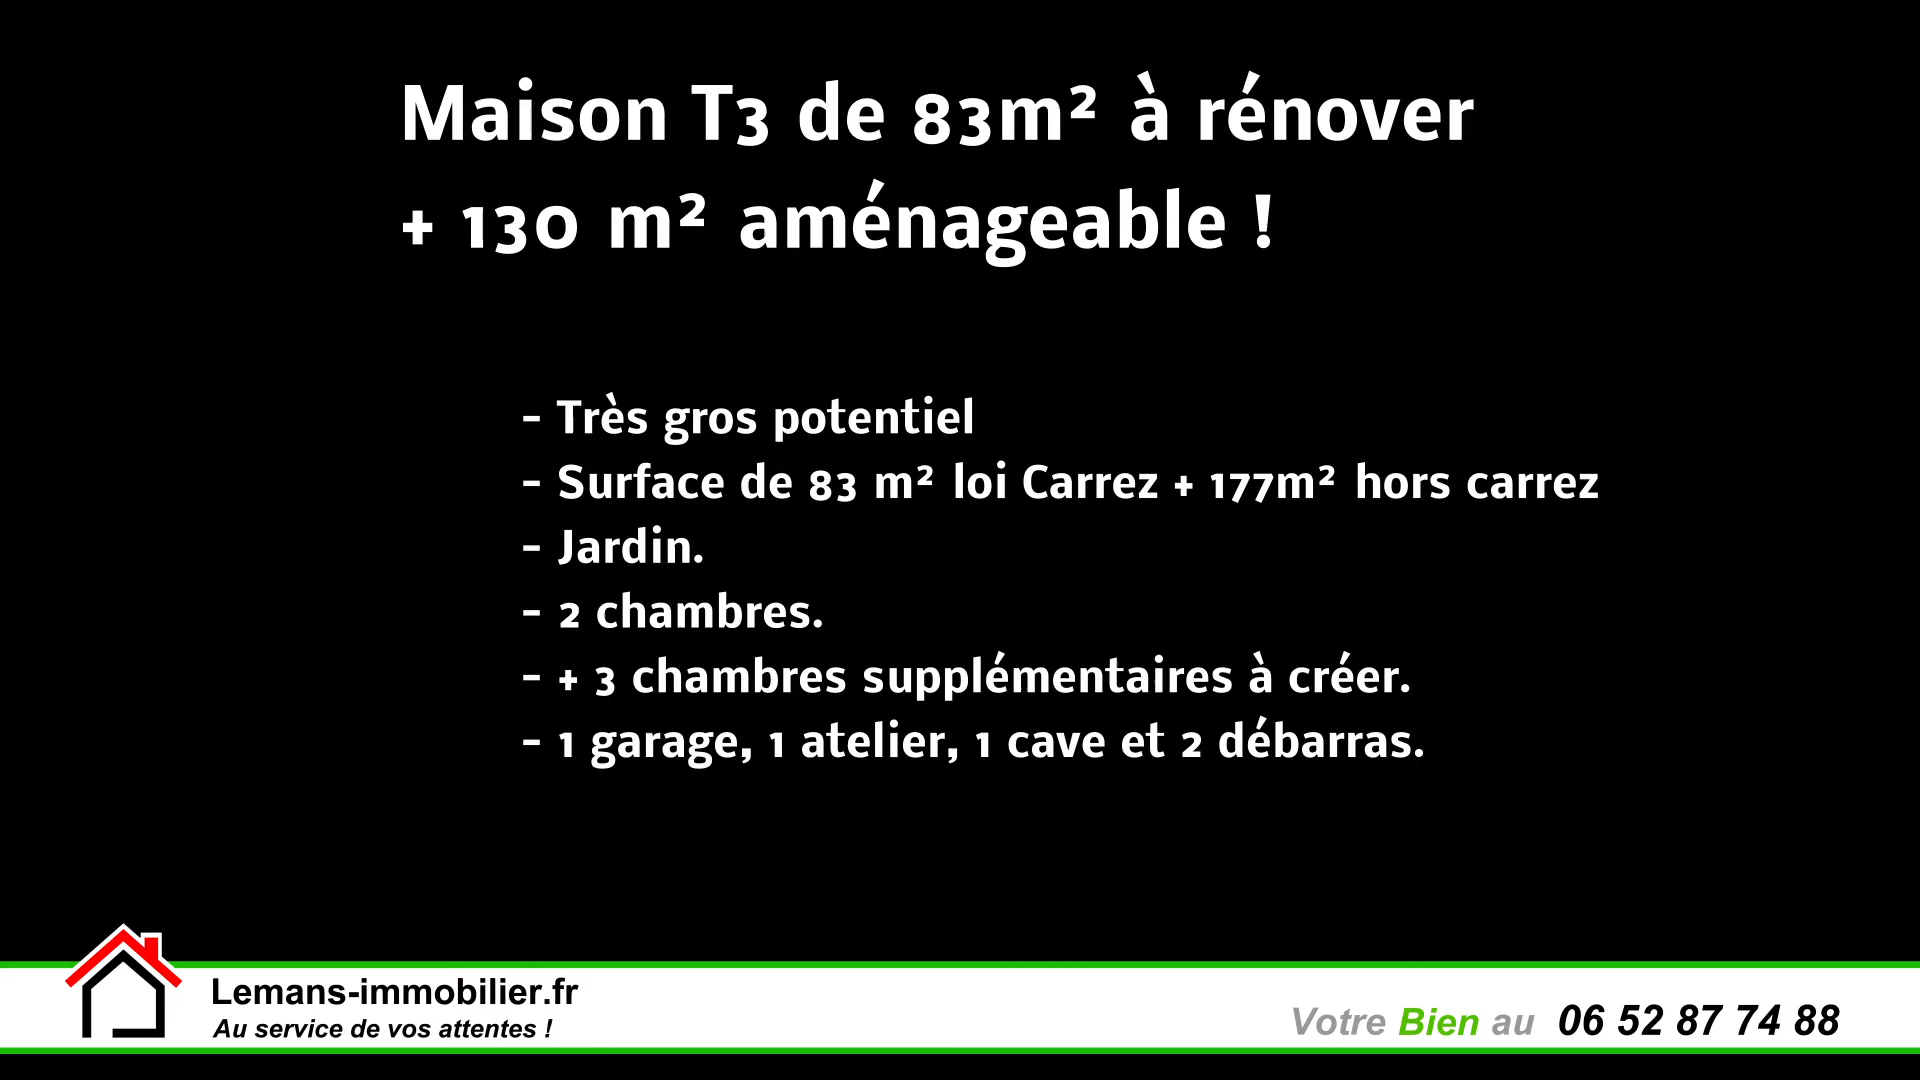 Maison T3 de 83m² à rénover
+ 130 m² aménageable !
- Très gros potentiel
- Surface de 83 m² loi Carrez + 177m² hors carrez
- Jardin.
- 2 chambres.
- + 3 chambres supplémentaires à créer.
- 1 garage, 1 atelier, 1 cave et 2 débarras.
Lemans-immobilier.fr
Au service de vos attentes !
Votre Bien au 06 52 87 74 88